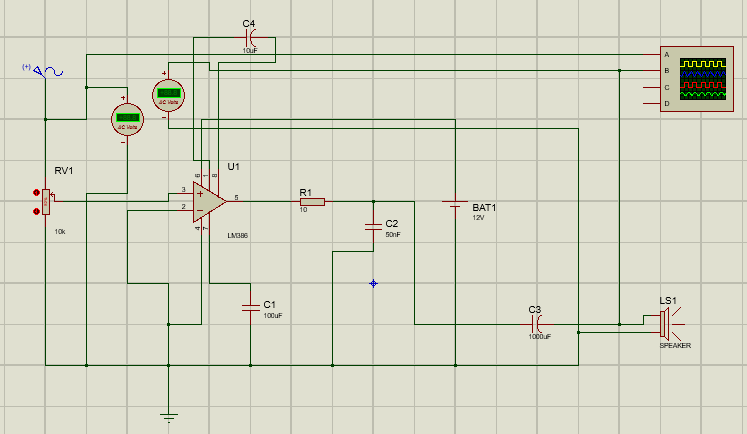 C4
10uF
A
B
C
D
(+)
+
AC Volts
-
+
AC Volts
-
RV1
10k
U1
6
1
8
3
2
5
4
7
LM386
R1
10
C2
50nF
BAT1
12V
C1
100uF
C3
1000uF
LS1
SPEAKER